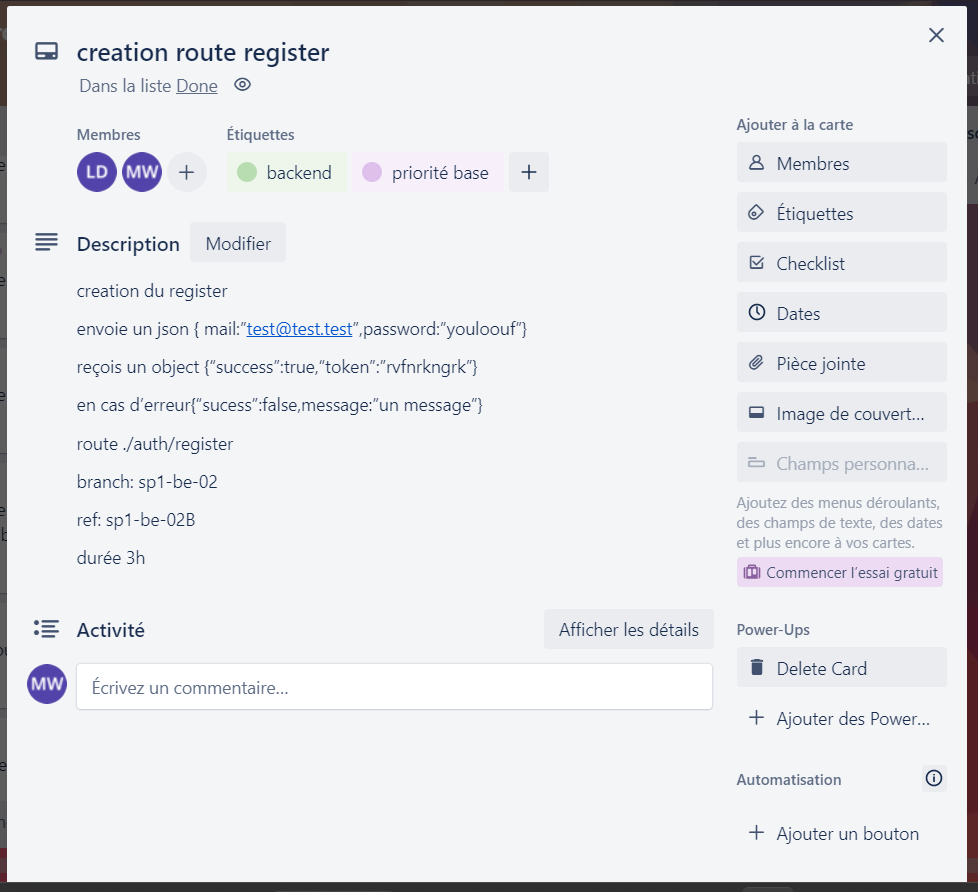 creation route register
Dans la liste Done
Membres
Étiquettes
LD MW
backend
priorité base
Description
Modifier
creation du register
envoie un json { mail:”test@test.test”,password:”youloouf”}
reçois un object {“success”:true,“token”:”rvfnrkngrk”}
en cas d’erreur{“sucess”:false,message:”un message”}
route ./auth/register
branch: sp1-be-02
ref: sp1-be-02B
durée 3h
Activité
Afficher les détails
MW
Écrivez un commentaire…
Ajouter à la carte
Membres
Étiquettes
Checklist
Dates
Pièce jointe
Image de couvert…
Champs personna…
Ajoutez des menus déroulants,
des champs de texte, des dates
et plus encore à vos cartes.
Commencer l’essai gratuit
Power-Ups
Delete Card
Ajouter des Power…
Automatisation
Ajouter un bouton